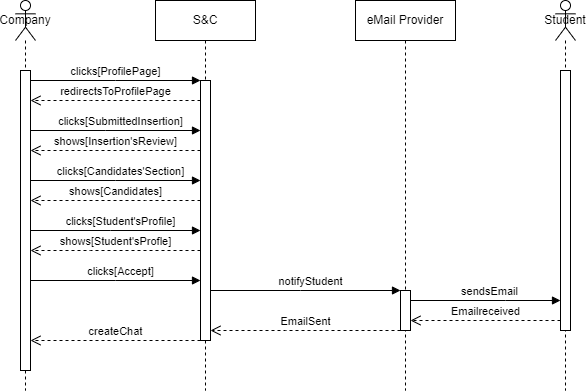 Company
S&C
eMail Provider
Student
clicks[ProfilePage]
redirectsToProfilePage
clicks[SubmittedInsertion]
shows[Insertion'sReview]
clicks[Candidates'Section]
shows[Candidates]
clicks[Student'sProfile]
shows[Student'sProfle]
clicks[Accept]
notifyStudent
sendsEmail
Emailreceived
EmailSent
createChat